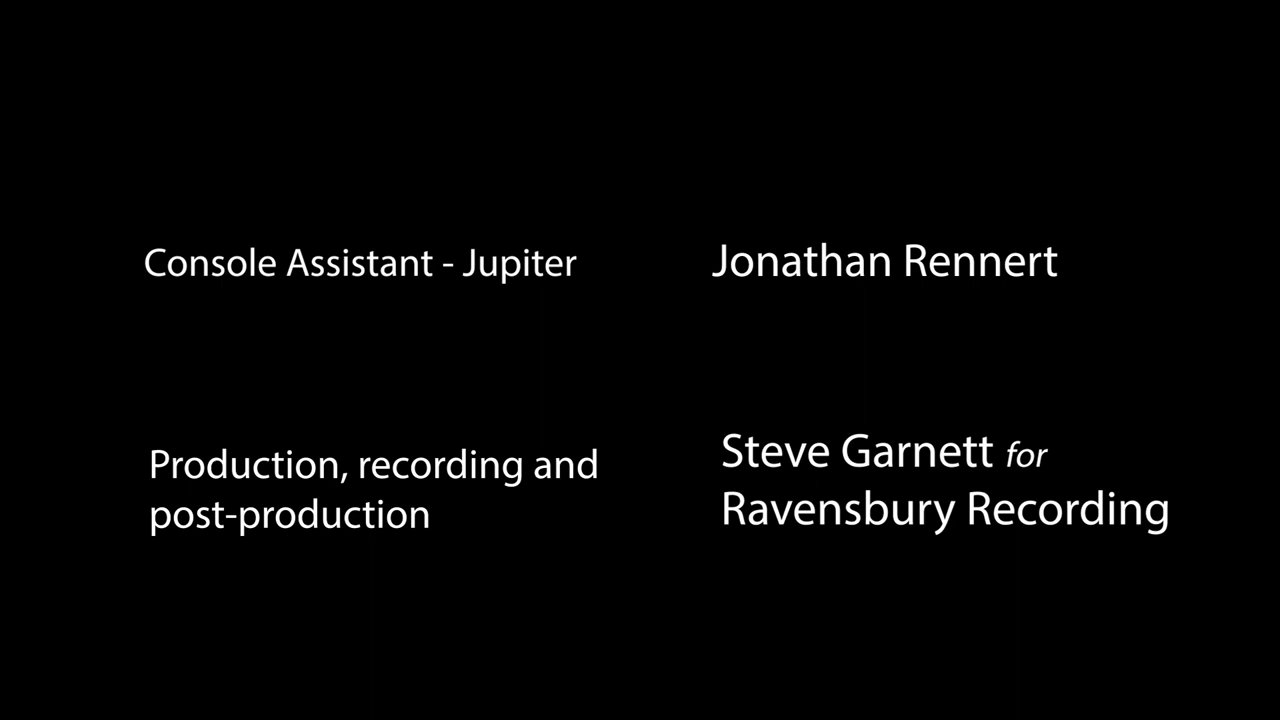 Console Assistant - Jupiter
Jonathan Rennert
Production, recording and
post-production
Steve Garnett for
Ravensbury Recording